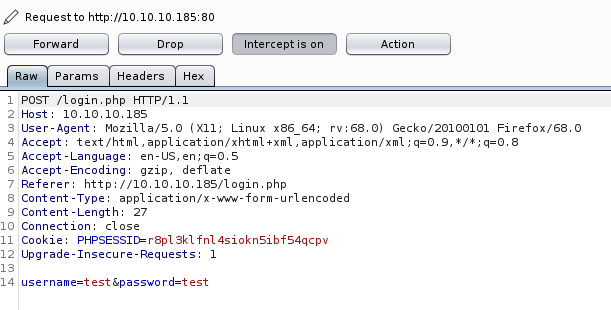 Request to http://10.10.10.185:80
Forward Drop Intercept is on Action
Raw Params Headers Hex
1 POST /login.php HTTP/1.1
2 Host: 10.10.10.185
3 User-Agent: Mozilla/5.0 (X11; Linux x86_64; rv:68.0) Gecko/20100101 Firefox/68.0
4 Accept: text/html,application/xhtml+xml,application/xml;q=0.9,*/*;q=0.8
5 Accept-Language: en-US,en;q=0.5
6 Accept-Encoding: gzip, deflate
7 Referer: http://10.10.10.185/login.php
8 Content-Type: application/x-www-form-urlencoded
9 Content-Length: 27
10 Connection: close
11 Cookie: PHPSESSID=r8pl3klfnl4siokn5ibf54qcpv
12 Upgrade-Insecure-Requests: 1
13
14 username=test&password=test